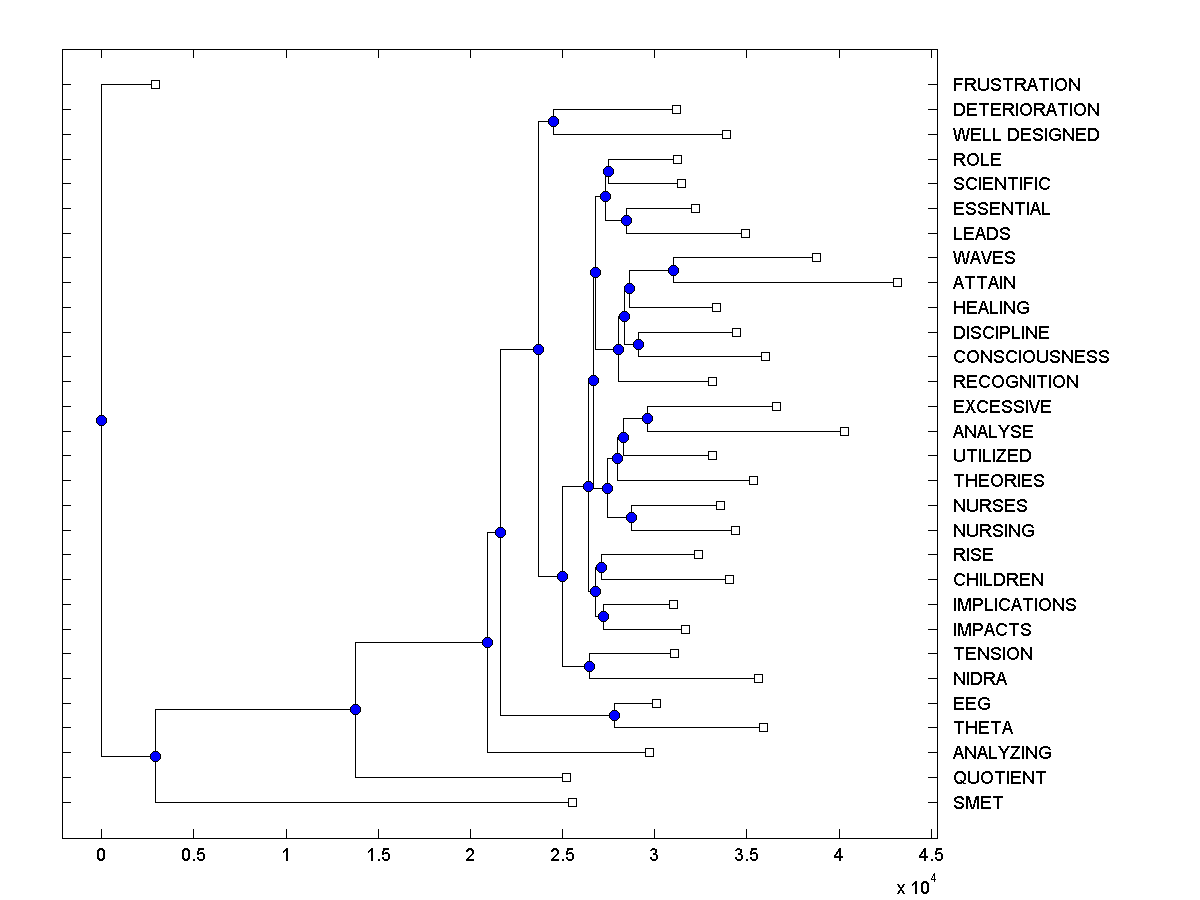 FRUSTRATION
DETERIORATION
WELL DESIGNED
ROLE
SCIENTIFIC
ESSENTIAL
LEADS
WAVES
ATTAIN
HEALING
DISCIPLINE
CONSCIOUSNESS
RECOGNITION
EXCESSIVE
ANALYSE
UTILIZED
THEORIES
NURSES
NURSING
RISE
CHILDREN
IMPLICATIONS
IMPACTS
TENSION
NIDRA
EEG
THETA
ANALYZING
QUOTIENT
SMET
0 0.5 1 1.5 2 2.5 3 3.5 4 4.5
x 10^4